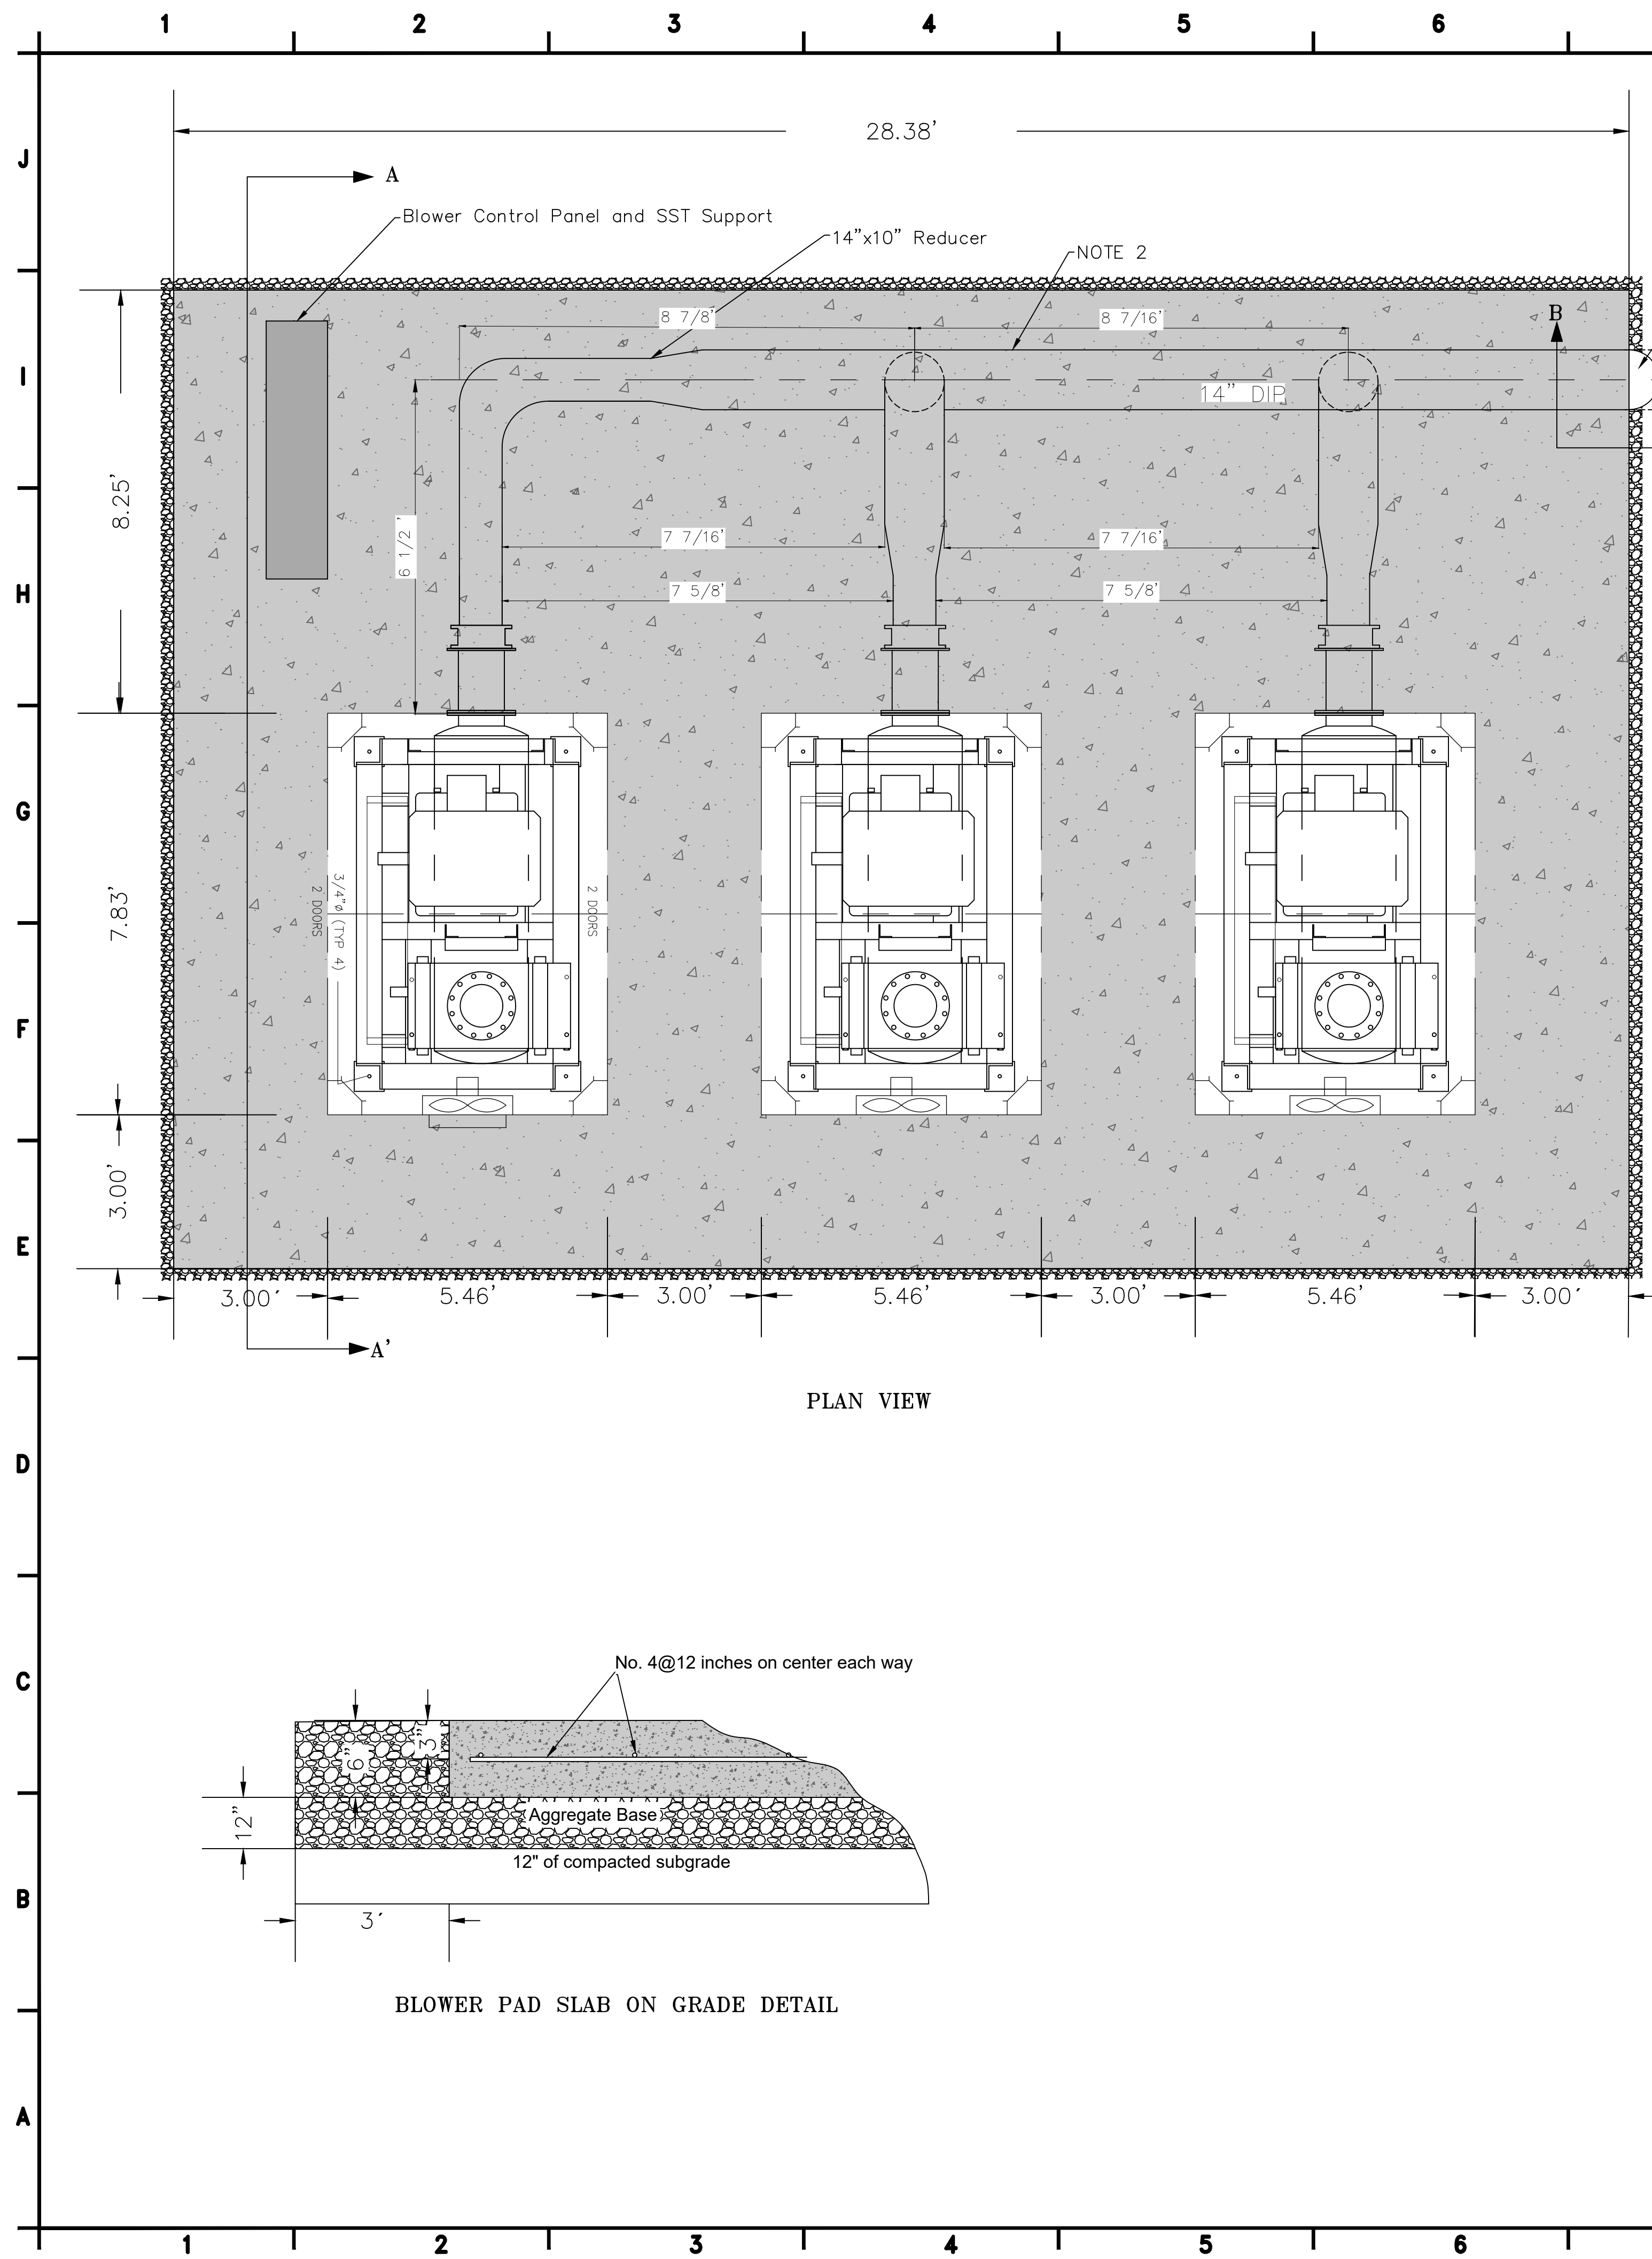 1 2 3 4 5 6
J
28.38'
A
Blower Control Panel and SST Support
14"x10" Reducer
NOTE 2
8 7/8'
8 7/16'
B
I
14" DIP
8.25'
6 1/2 '
7 7/16'
7 7/16'
H
7 5/8'
7 5/8'
G
7.83'
2 DOORS
3/4"ø (TYP 4)
2 DOORS
F
3.00'
E
3.00'
5.46'
3.00'
5.46'
3.00'
5.46'
3.00'
A'
PLAN VIEW
D
C
No. 4@12 inches on center each way
6"
3"
12"
Aggregate Base
12" of compacted subgrade
B
3'
BLOWER PAD SLAB ON GRADE DETAIL
A
1 2 3 4 5 6